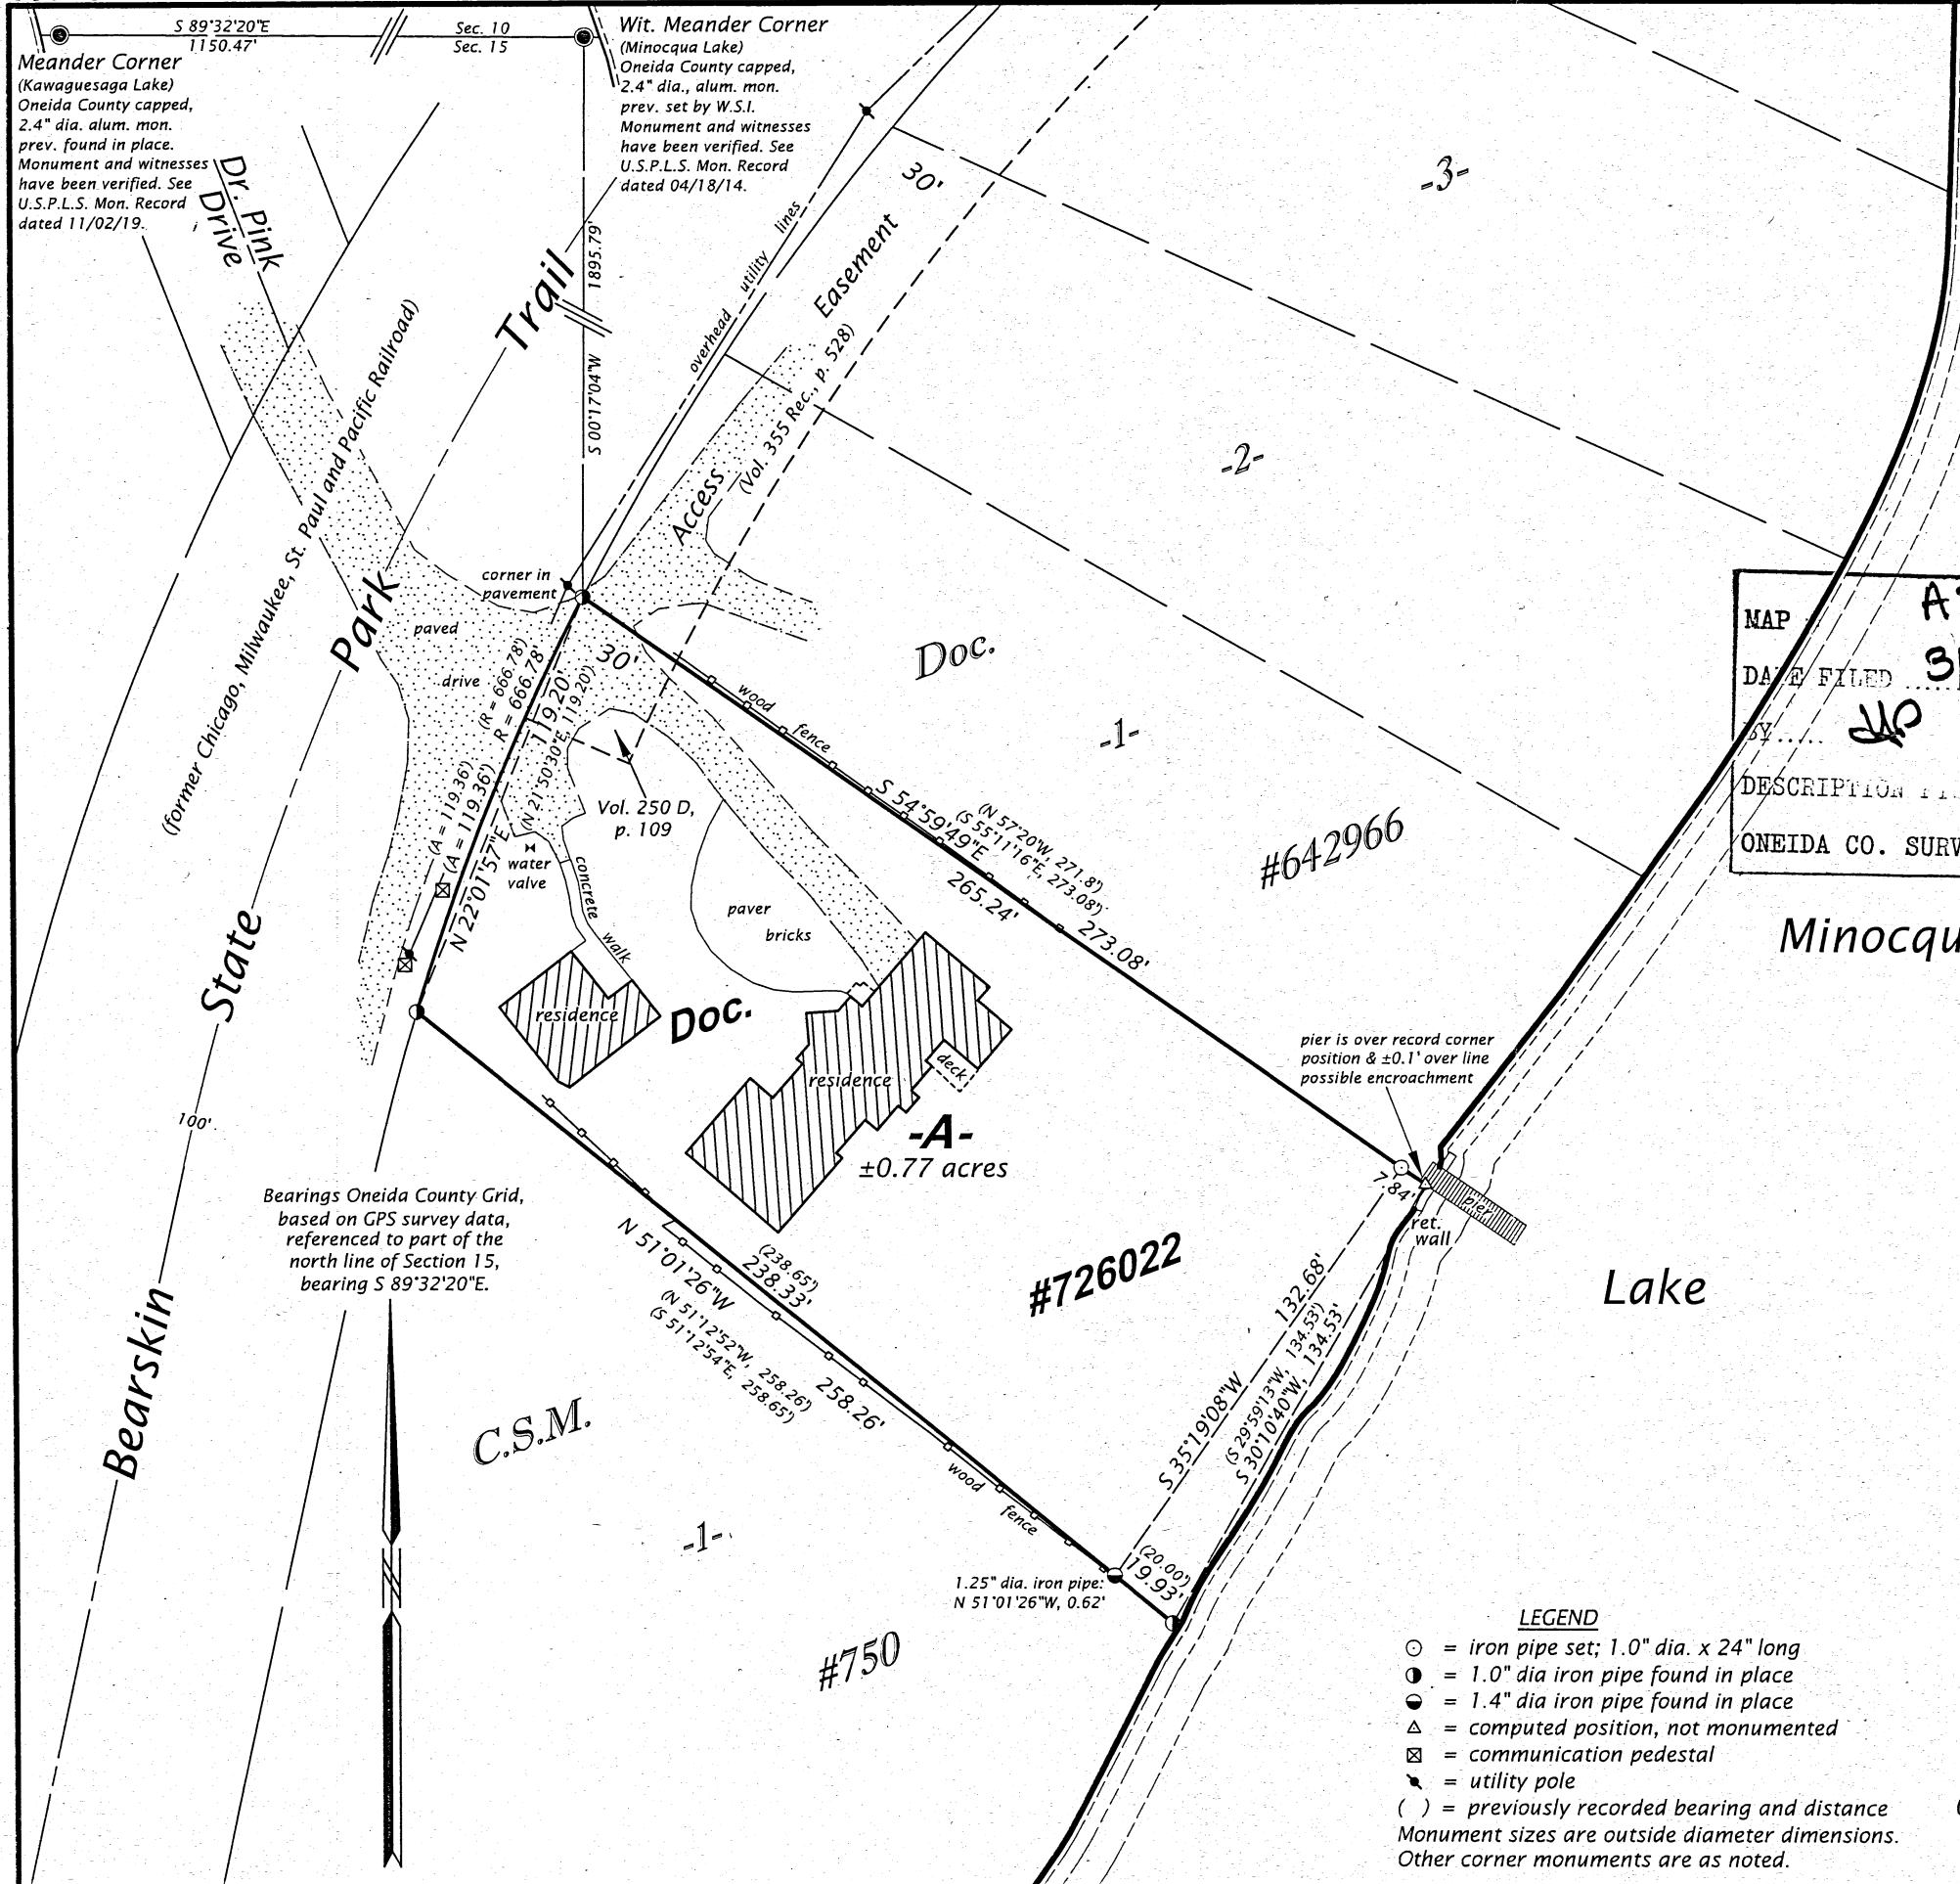 S 89°32'20"E
1150.47'
Sec. 10
Sec. 15
Meander Corner
(Kawaguesaga Lake)
Oneida County capped,
2.4" dia. alum. mon.
prev. found in place.
Monument and witnesses
have been verified. See
U.S.P.L.S. Mon. Record
dated 11/02/19.
Wit. Meander Corner
(Minocqua Lake)
Oneida County capped,
2.4" dia., alum. mon.
prev. set by W.S.I.
Monument and witnesses
have been verified. See
U.S.P.L.S. Mon. Record
dated 04/18/14.
Dr. Pink
Drive
Bearskin State Park Trail
(former Chicago, Milwaukee, St. Paul and Pacific Railroad)
100'
S 00°17'04"W 1895.79'
overhead utility lines
30'
Access Easement
(Vol. 355 Rec., p. 528)
-3-
-2-
-1-
Doc.
#642966
corner in
pavement
paved
drive
30'
(R = 666.78')
R = 666.78'
(A = 119.36')
(A = 119.36')
N 22°01'57"E 119.20'
(N 21°50'30"E, 119.20')
Vol. 250 D,
p. 109
water
valve
concrete walk
paver
bricks
wood fence
S 54°59'49"E
(N 57°20'W, 271.8')
(S 55°11'16"E, 273.08')
265.24'
273.08'
residence
Doc.
residence
deck
-A-
±0.77 acres
#726022
pier is over record corner
position & ±0.1' over line
possible encroachment
7.84'
pier
ret.
wall
MAP
DATE FILED
BY.....
DESCRIPTION
ONEIDA CO. SURV
Minocqu
Lake
Bearings Oneida County Grid,
based on GPS survey data,
referenced to part of the
north line of Section 15,
bearing S 89°32'20"E.
N 51°01'26"W
(238.65')
238.33'
(N 51°12'52"W, 258.26')
(S 51°12'54"E, 258.65')
258.26'
S 35°19'08"W 132.68'
(S 29°59'13"W, 134.53')
S 30°10'40"W, 134.53'
wood fence
(20.00')
19.93'
1.25" dia. iron pipe:
N 51°01'26"W, 0.62'
C.S.M.
-1-
#750
LEGEND
= iron pipe set; 1.0" dia. x 24" long
= 1.0" dia iron pipe found in place
= 1.4" dia iron pipe found in place
△ = computed position, not monumented
⊠ = communication pedestal
= utility pole
( ) = previously recorded bearing and distance
Monument sizes are outside diameter dimensions.
Other corner monuments are as noted.